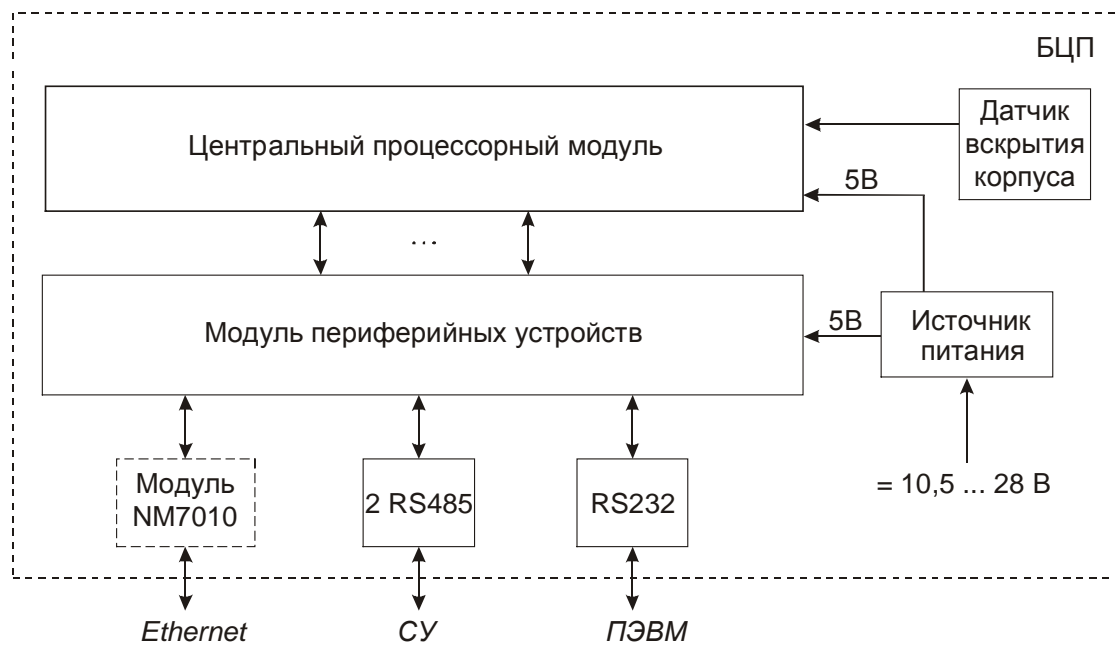 БЦП
Датчик
вскрытия
корпуса
Центральный процессорный модуль
5В
...
Модуль периферийных устройств
5В
Источник
питания
Модуль
NM7010
2 RS485
RS232
= 10,5 ... 28 В
Ethernet
СУ
ПЭВМ